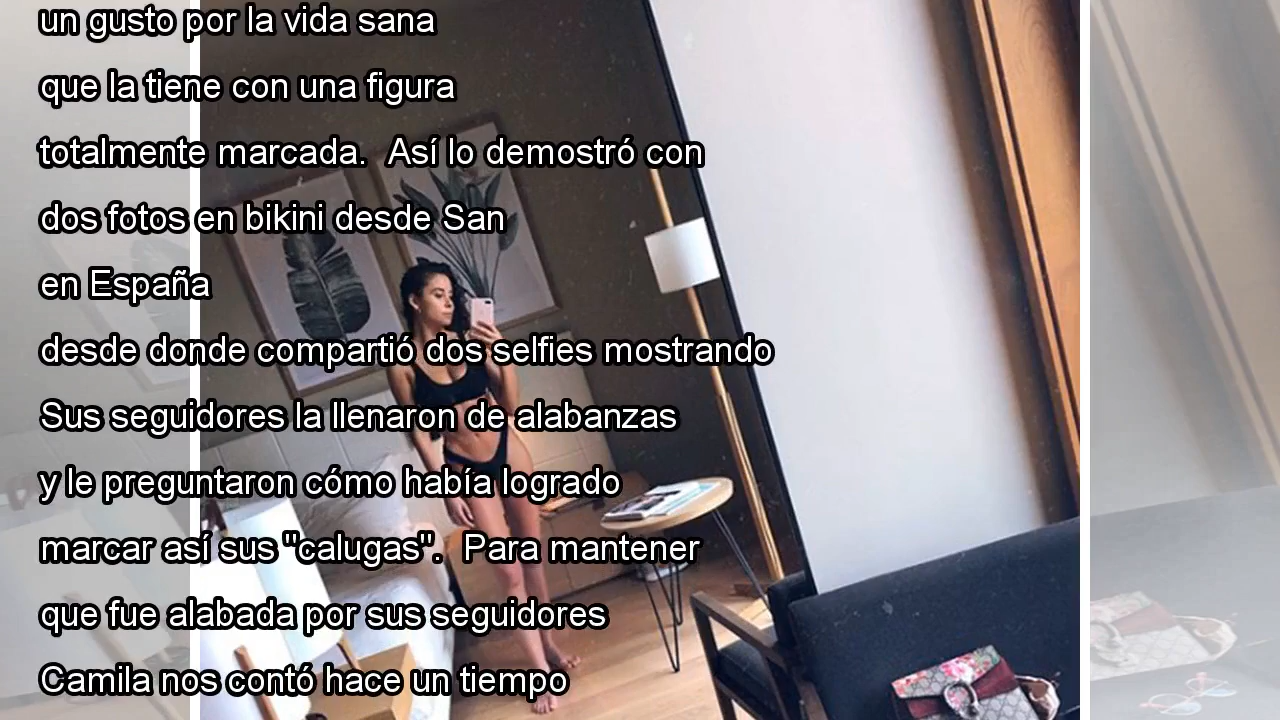 un gusto por la vida sana
que la tiene con una figura
totalmente marcada.  Así lo demostró con
dos fotos en bikini desde San
en España
desde donde compartió dos selfies mostrando
Sus seguidores la llenaron de alabanzas
y le preguntaron cómo había logrado
marcar así sus "calugas".  Para mantener
que fue alabada por sus seguidores
Camila nos contó hace un tiempo